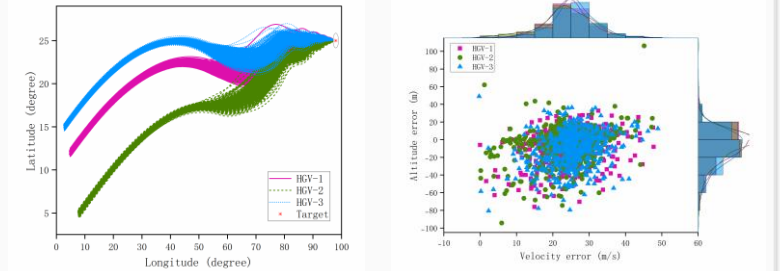 25
20
15
10
5
0 10 20 30 40 50 60 70 80 90 100
Latitude (degree)
Longitude (degree)
HGV-1
HGV-2
HGV-3
Target
100
80
60
40
20
0
-20
-40
-60
-80
-100
-10 0 10 20 30 40 50 60
Altitude error (m)
Velocity error (m/s)
HGV-1
HGV-2
HGV-3